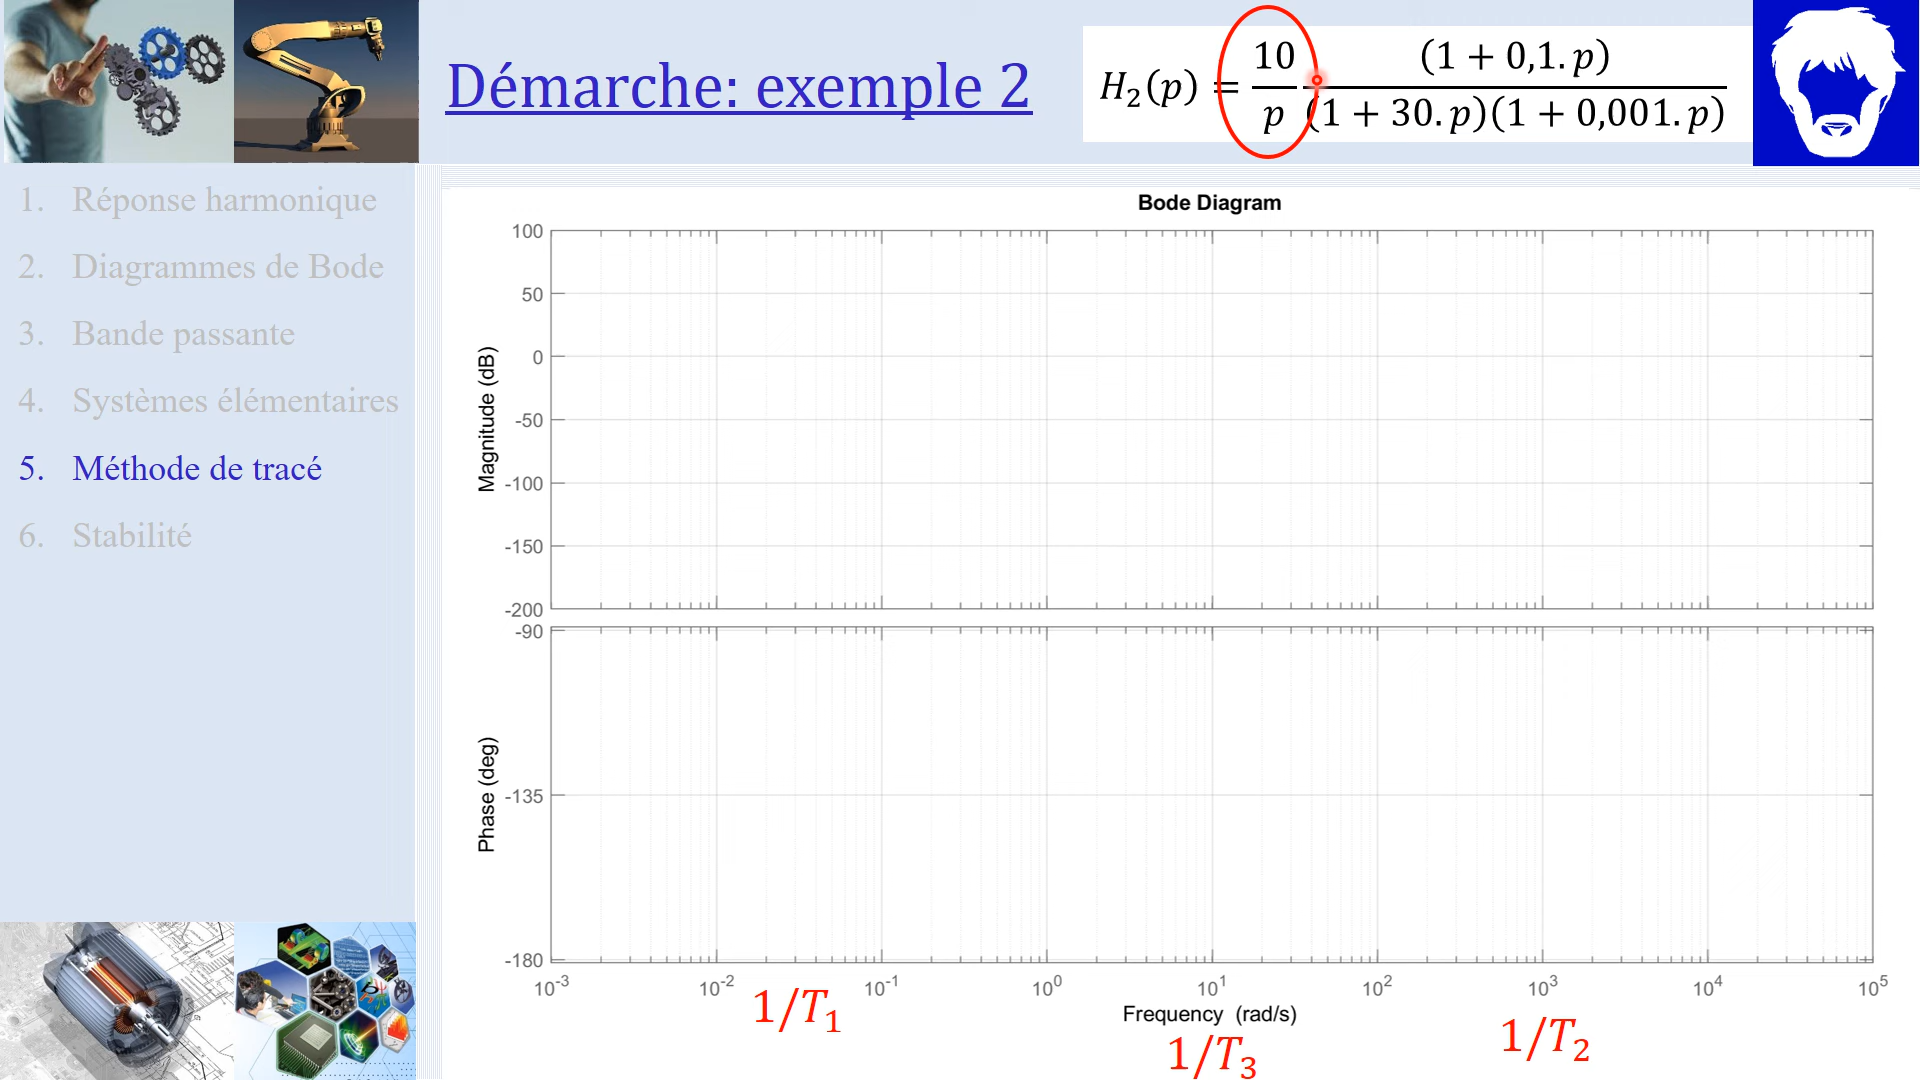 Démarche: exemple 2
H₂(p) = 10/p (1 + 0,1.p)/((1 + 30.p)(1 + 0,001.p))
1. Réponse harmonique
2. Diagrammes de Bode
3. Bande passante
4. Systèmes élémentaires
5. Méthode de tracé
6. Stabilité
Bode Diagram
Magnitude (dB)
100
50
0
-50
-100
-150
-200
Phase (deg)
-90
-135
-180
10⁻³ 10⁻² 10⁻¹ 10⁰ 10¹ 10² 10³ 10⁴ 10⁵
Frequency (rad/s)
1/T₁
1/T₃
1/T₂